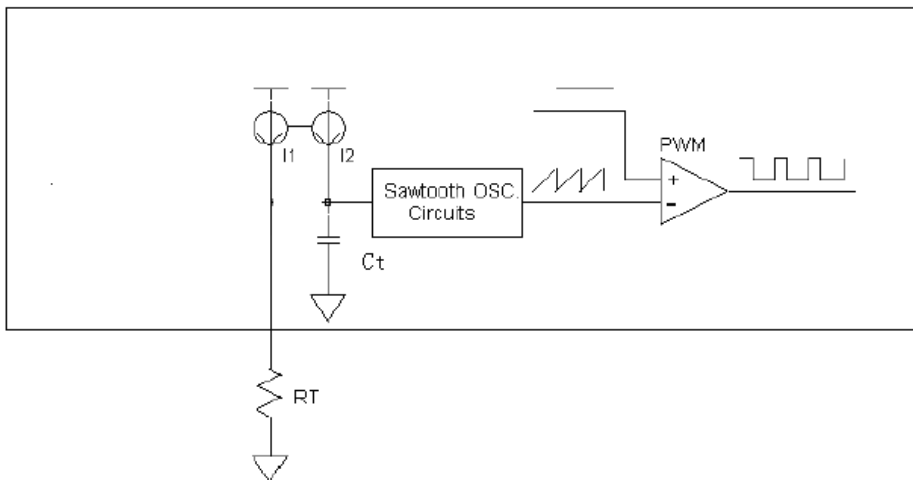 PWM
I1
I2
+
Sawtooth OSC.
Circuits
-
Ct
RT